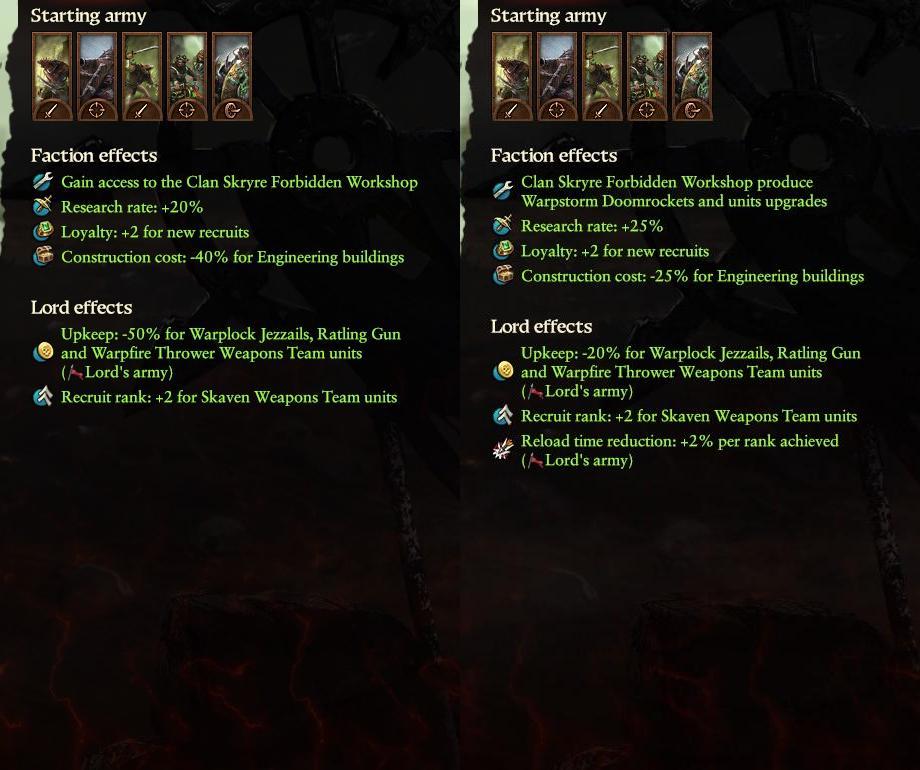 Starting army
Faction effects
Gain access to the Clan Skryre Forbidden Workshop
Research rate: +20%
Loyalty: +2 for new recruits
Construction cost: -40% for Engineering buildings
Lord effects
Upkeep: -50% for Warplock Jezzails, Ratling Gun
and Warpfire Thrower Weapons Team units
(Lord's army)
Recruit rank: +2 for Skaven Weapons Team units
Starting army
Faction effects
Clan Skryre Forbidden Workshop produce
Warpstorm Doomrockets and units upgrades
Research rate: +25%
Loyalty: +2 for new recruits
Construction cost: -25% for Engineering buildings
Lord effects
Upkeep: -20% for Warplock Jezzails, Ratling Gun
and Warpfire Thrower Weapons Team units
(Lord's army)
Recruit rank: +2 for Skaven Weapons Team units
Reload time reduction: +2% per rank achieved
(Lord's army)